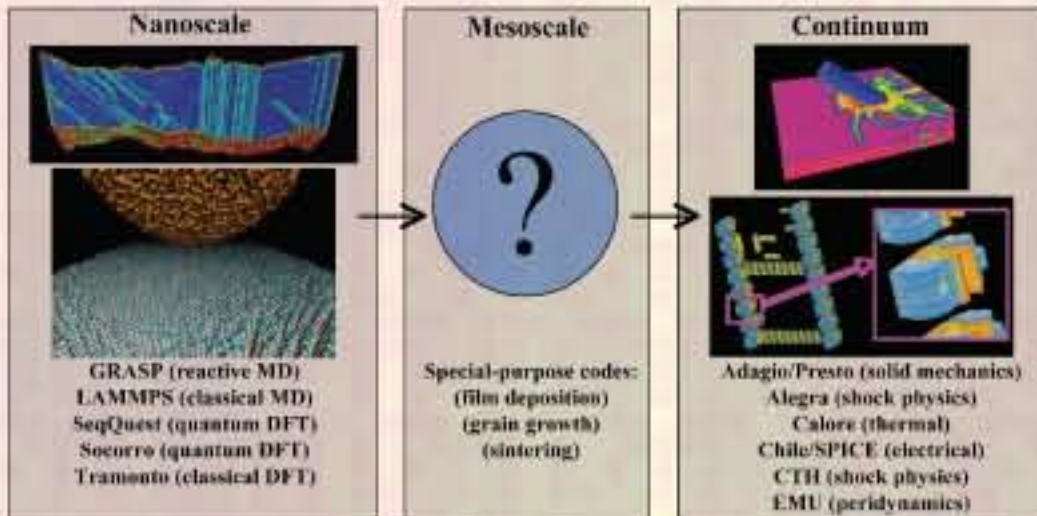 Nanoscale
GRASP (reactive MD)
LAMMPS (classical MD)
SeqQuest (quantum DFT)
Socorro (quantum DFT)
Tramonto (classical DFT)
Mesoscale
?
Special-purpose codes:
(film deposition)
(grain growth)
(sintering)
Continuum
Adagio/Presto (solid mechanics)
Alegra (shock physics)
Calore (thermal)
Chile/SPICE (electrical)
CTH (shock physics)
EMU (peridynamics)